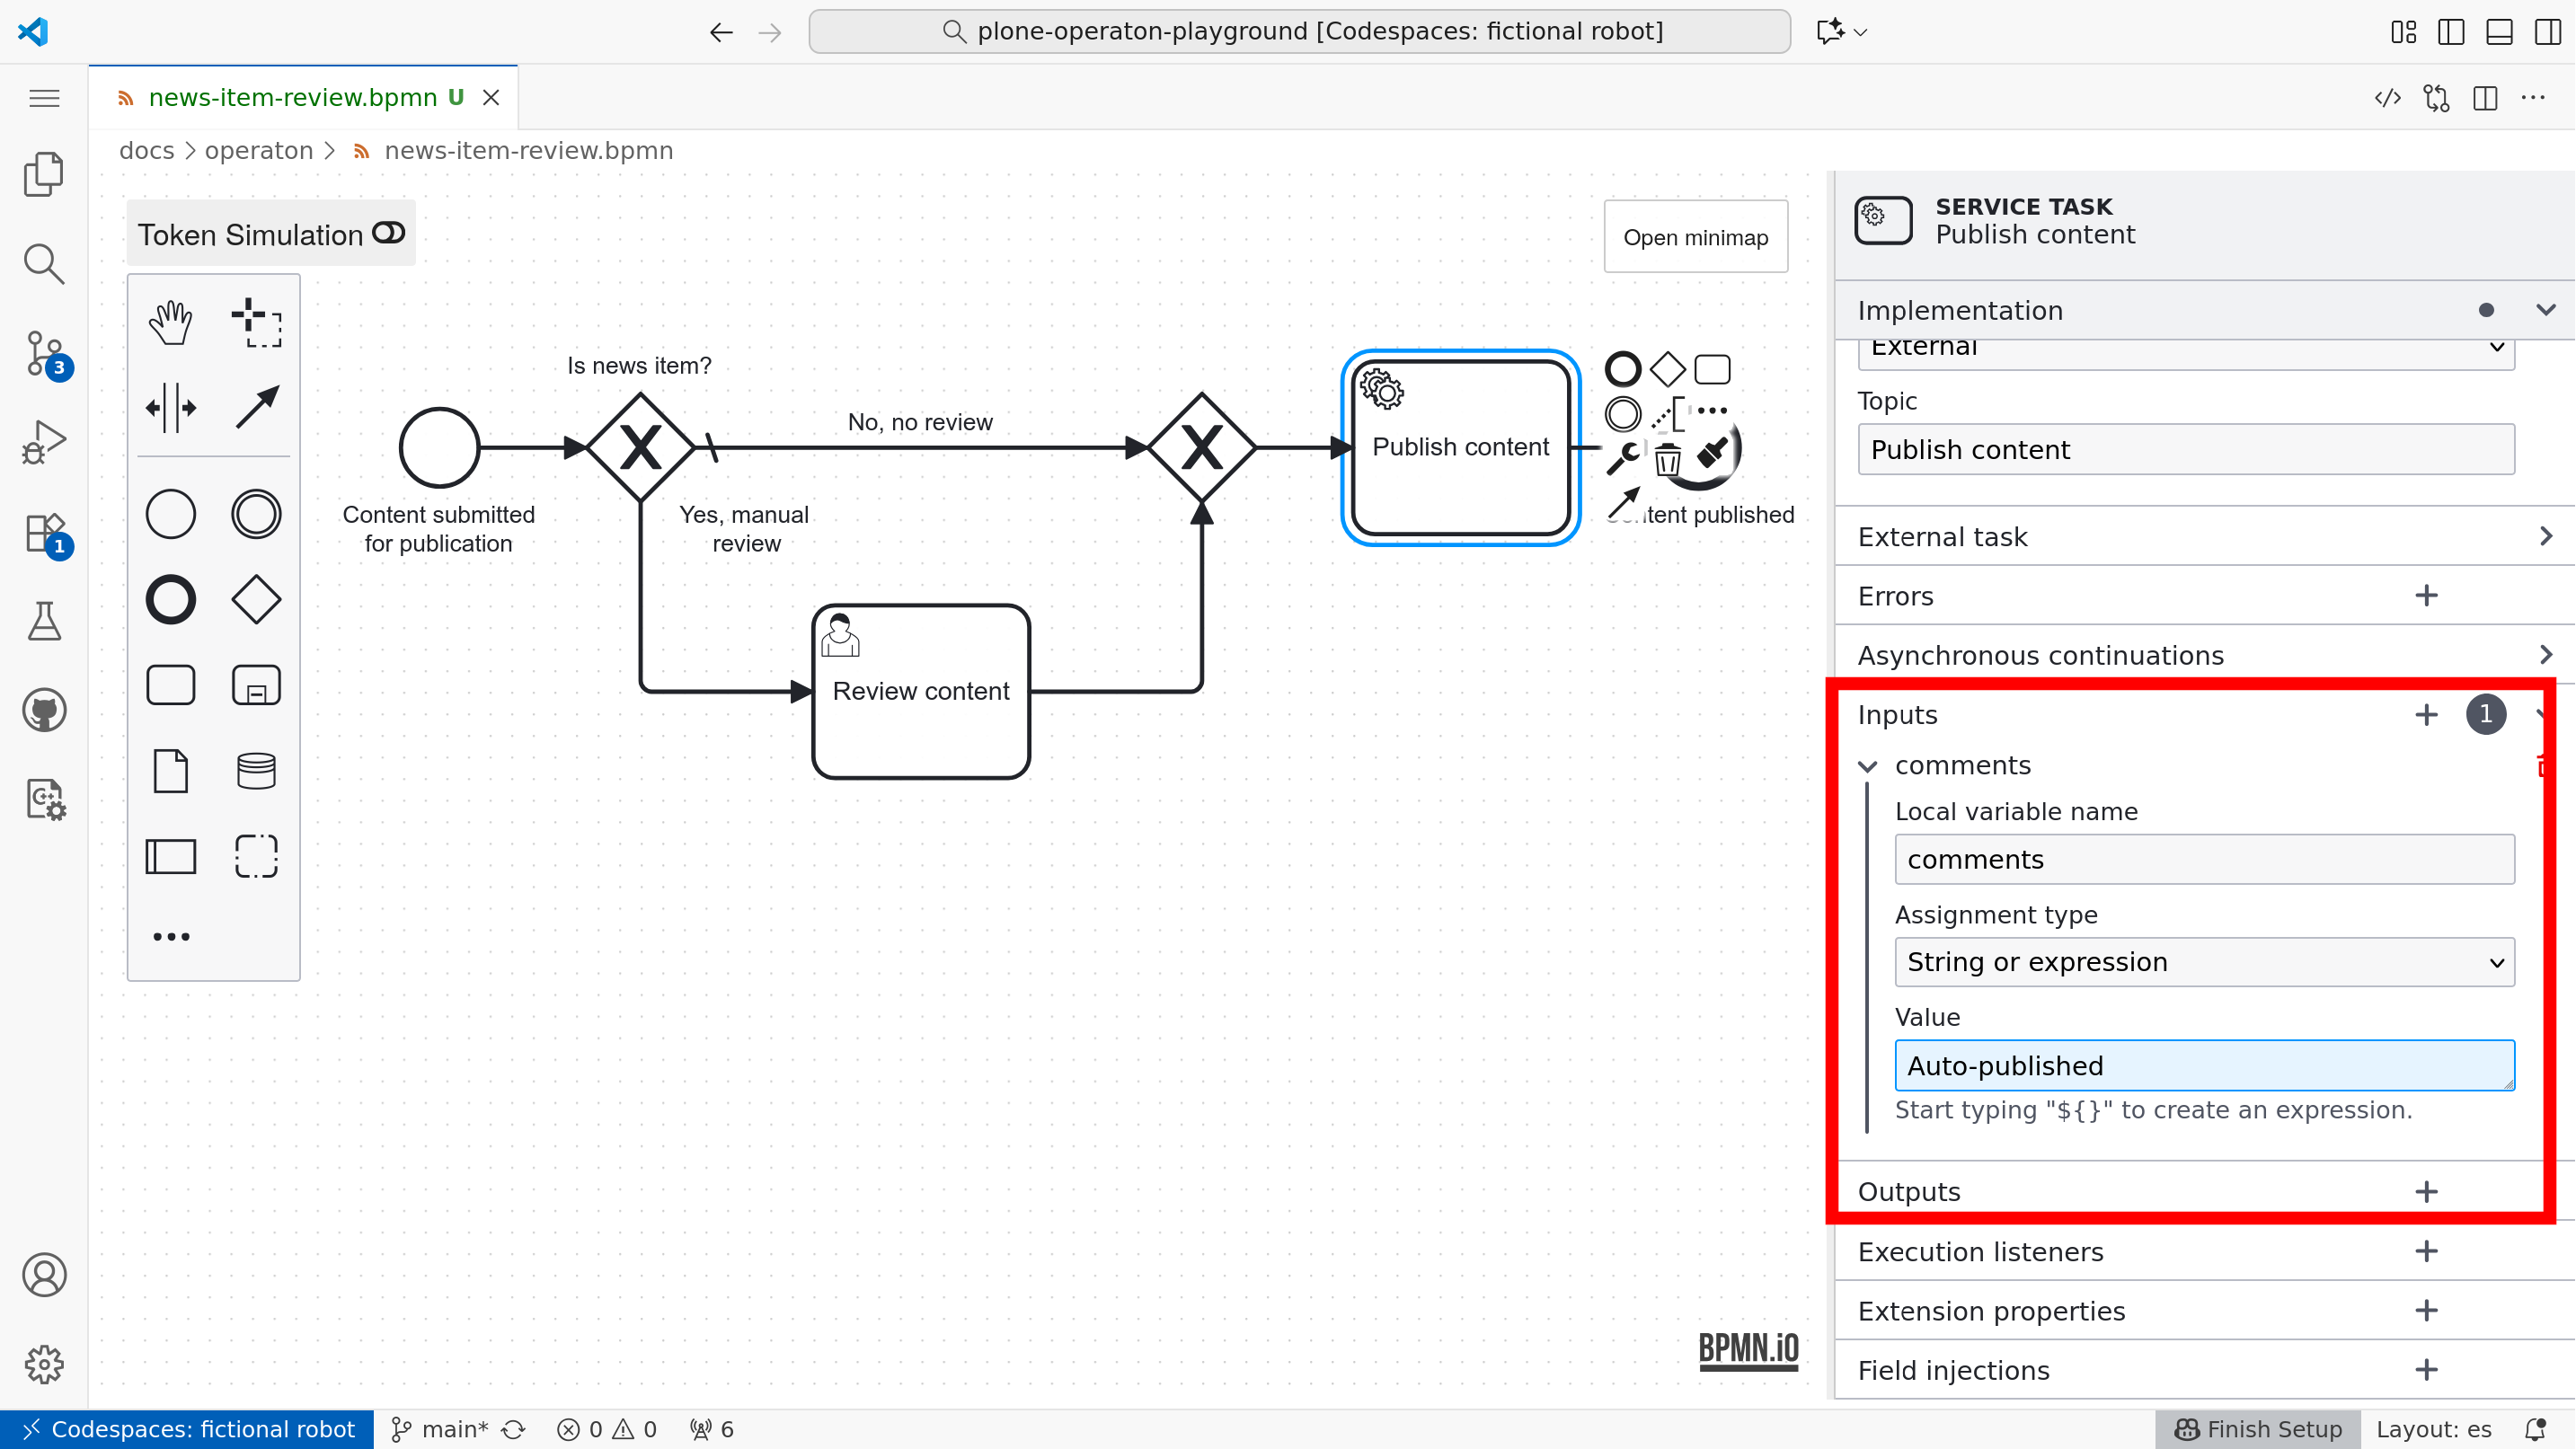 plone-operaton-playground [Codespaces: fictional robot]
news-item-review.bpmn U
docs operaton news-item-review.bpmn
Token Simulation
Open minimap
Is news item?
No, no review
Content submitted
for publication
Yes, manual
review
Publish content
tent published
Review content
BPMN.iO
SERVICE TASK
Publish content
Implementation
External
Topic
Publish content
External task
Errors
Asynchronous continuations
Inputs 1
comments
Local variable name
comments
Assignment type
String or expression
Value
Auto-published
Start typing "${}" to create an expression.
Outputs
Execution listeners
Extension properties
Field injections
3
1
Codespaces: fictional robot main* 0 0 6 Finish Setup Layout: es